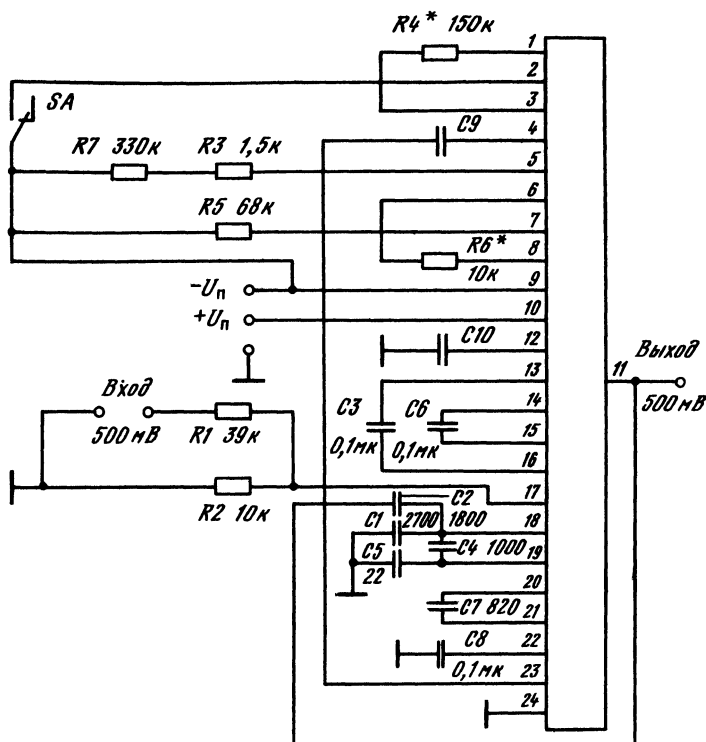 R4* 150к
1
2
SA
3
C9
4
R7 330к
R3 1,5к
5
6
R5 68к
7
R6*
8
10к
9
-Uп
+Uп
10
C10
12
Выход
11
13
500 мВ
Вход
C3
C6
14
500 мВ
R1 39к
15
0,1мк
0,1мк
16
R2 10к
C2
17
C1
2700
1800
18
C5
C4 1000
19
22
20
C7 820
21
C8
22
0,1мк
23
24